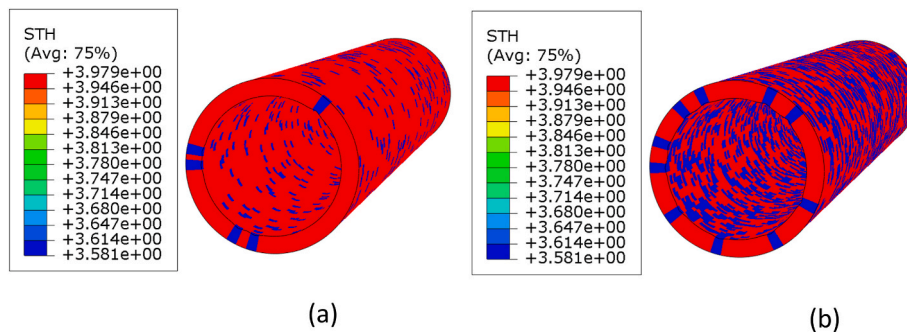 STH
(Avg: 75%)
+3.979e+00
+3.946e+00
+3.913e+00
+3.879e+00
+3.846e+00
+3.813e+00
+3.780e+00
+3.747e+00
+3.714e+00
+3.680e+00
+3.647e+00
+3.614e+00
+3.581e+00
(a)
STH
(Avg: 75%)
+3.979e+00
+3.946e+00
+3.913e+00
+3.879e+00
+3.846e+00
+3.813e+00
+3.780e+00
+3.747e+00
+3.714e+00
+3.680e+00
+3.647e+00
+3.614e+00
+3.581e+00
(b)